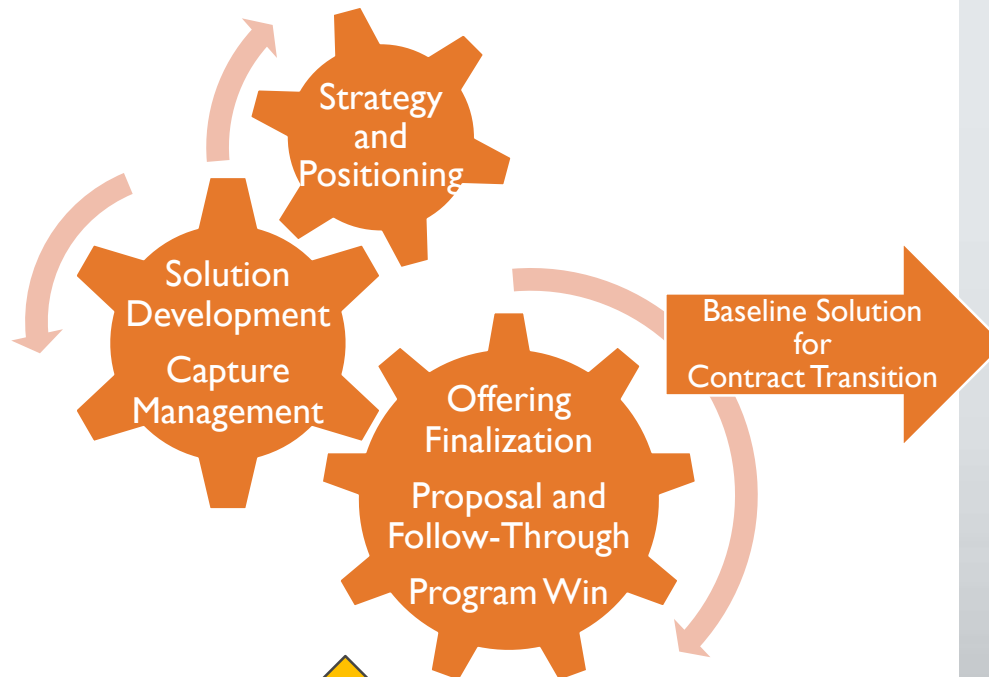 Strategy
and
Positioning
Solution
Development
Capture
Management
Offering
Finalization
Proposal and
Follow-Through
Program Win
Baseline Solution
for
Contract Transition